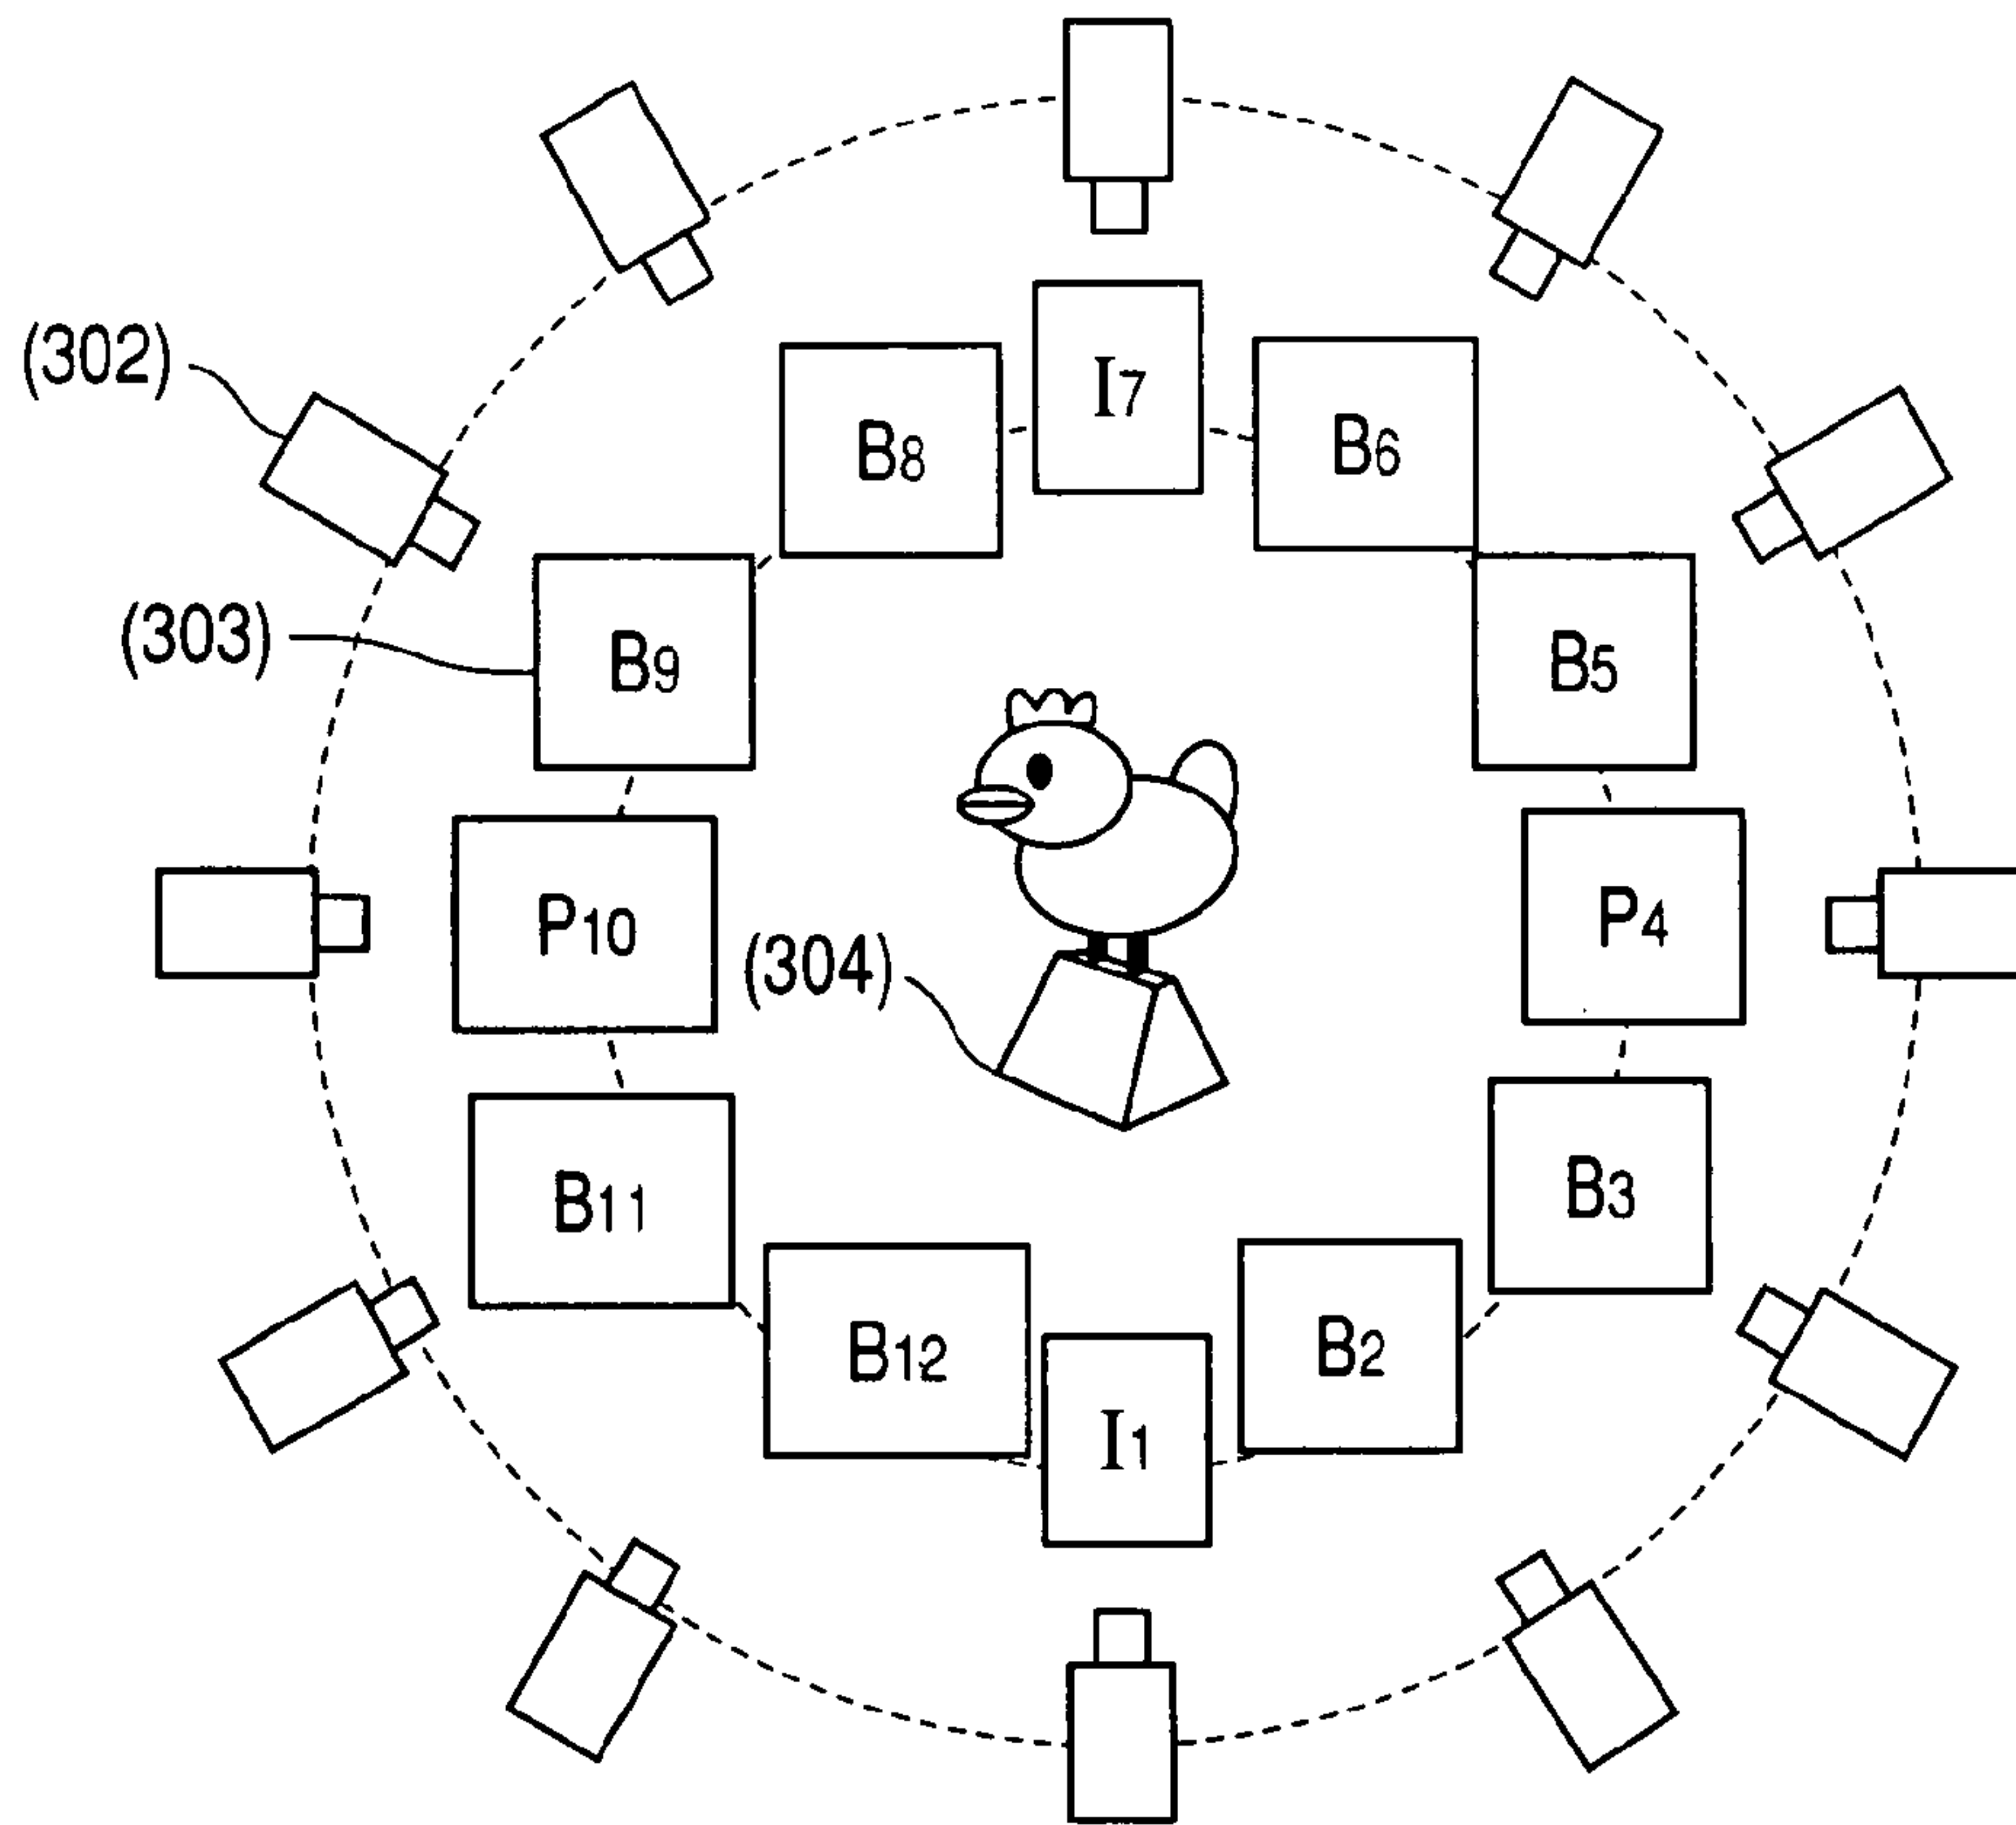 (302)
I7
B8
B6
(303)
B9
B5
P10
P4
(304)
B11
B3
B12
B2
I1